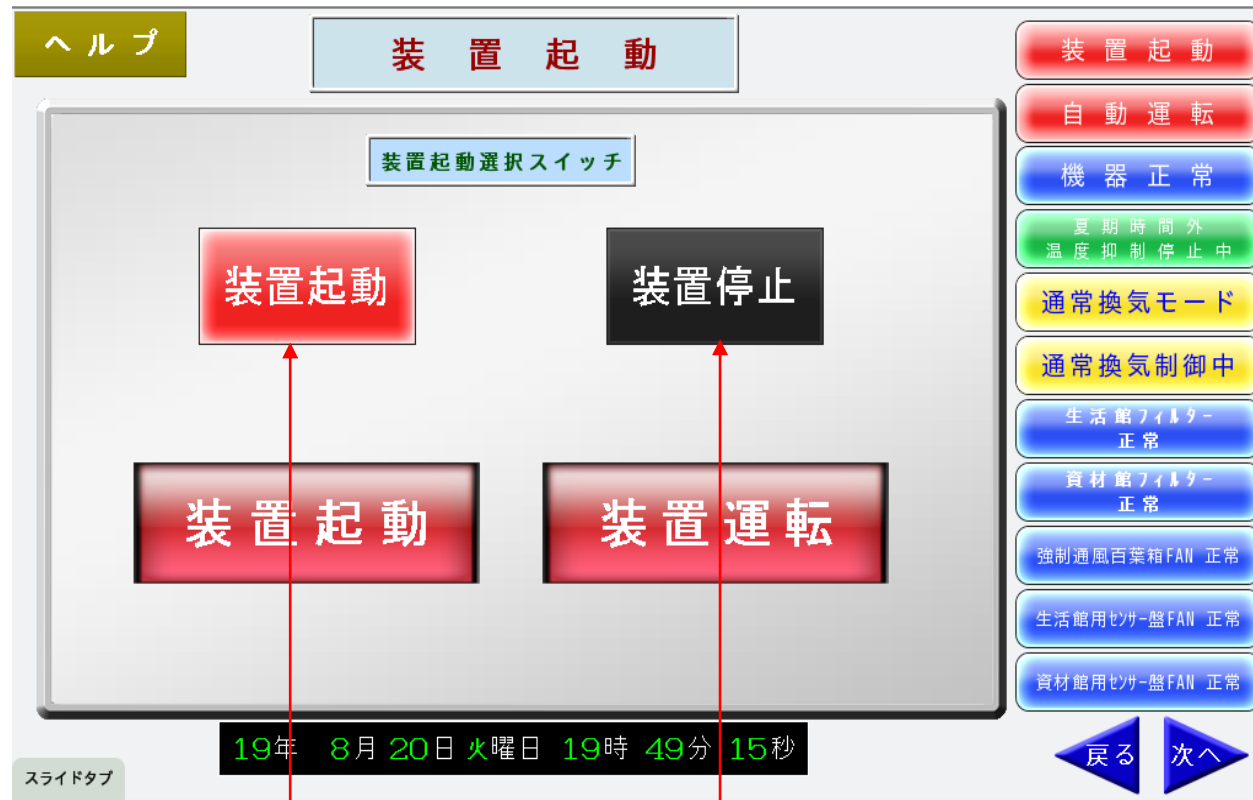 ヘルプ
装置起動
装置起動選択スイッチ
装置起動
装置停止
装置起動
装置運転
19年 8月20日火曜日 19時 49分 15秒
スライドタブ
装置起動
自動運転
機器正常
夏期時間外
温度抑制停止中
通常換気モード
通常換気制御中
生活館フィルター
正常
資材館フィルター
正常
強制通風百葉箱FAN 正常
生活館用センサー盤FAN 正常
資材館用センサー盤FAN 正常
戻る
次へ